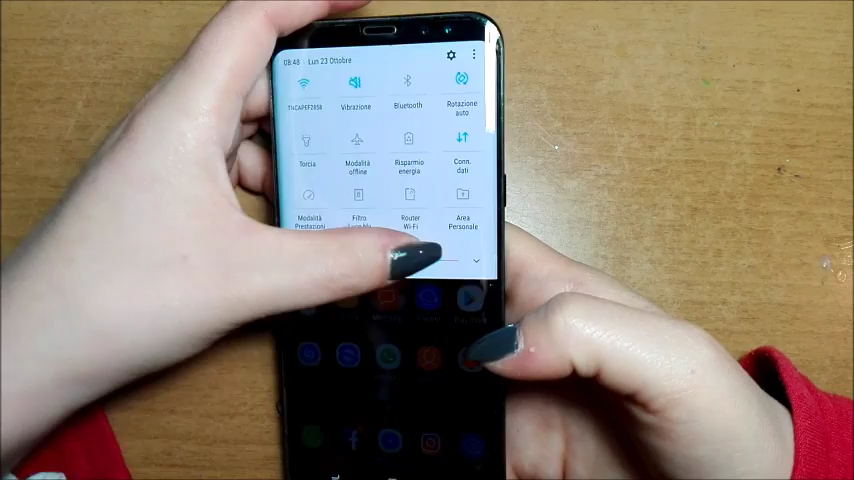 08:48 Lun 23 Ottobre
Vibrazione
Bluetooth
Rotazione
auto
Torcia
Modalità
offline
Risparmio
energia
Conn.
dati
Modalità
Prestazioni
Filtro
Router
Wi-Fi
Area
Personale